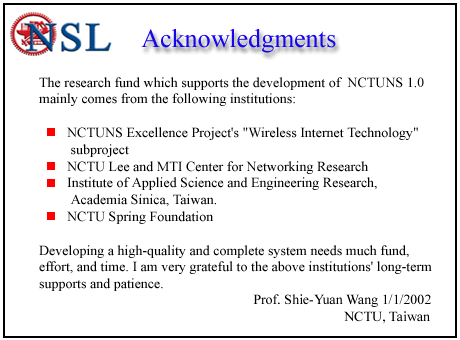 NSL
Acknowledgments
The research fund which supports the development of NCTUNS 1.0
mainly comes from the following institutions:
NCTUNS Excellence Project's "Wireless Internet Technology"
subproject
NCTU Lee and MTI Center for Networking Research
Institute of Applied Science and Engineering Research,
Academia Sinica, Taiwan.
NCTU Spring Foundation
Developing a high-quality and complete system needs much fund,
effort, and time. I am very grateful to the above institutions' long-term
supports and patience.
Prof. Shie-Yuan Wang 1/1/2002
NCTU, Taiwan